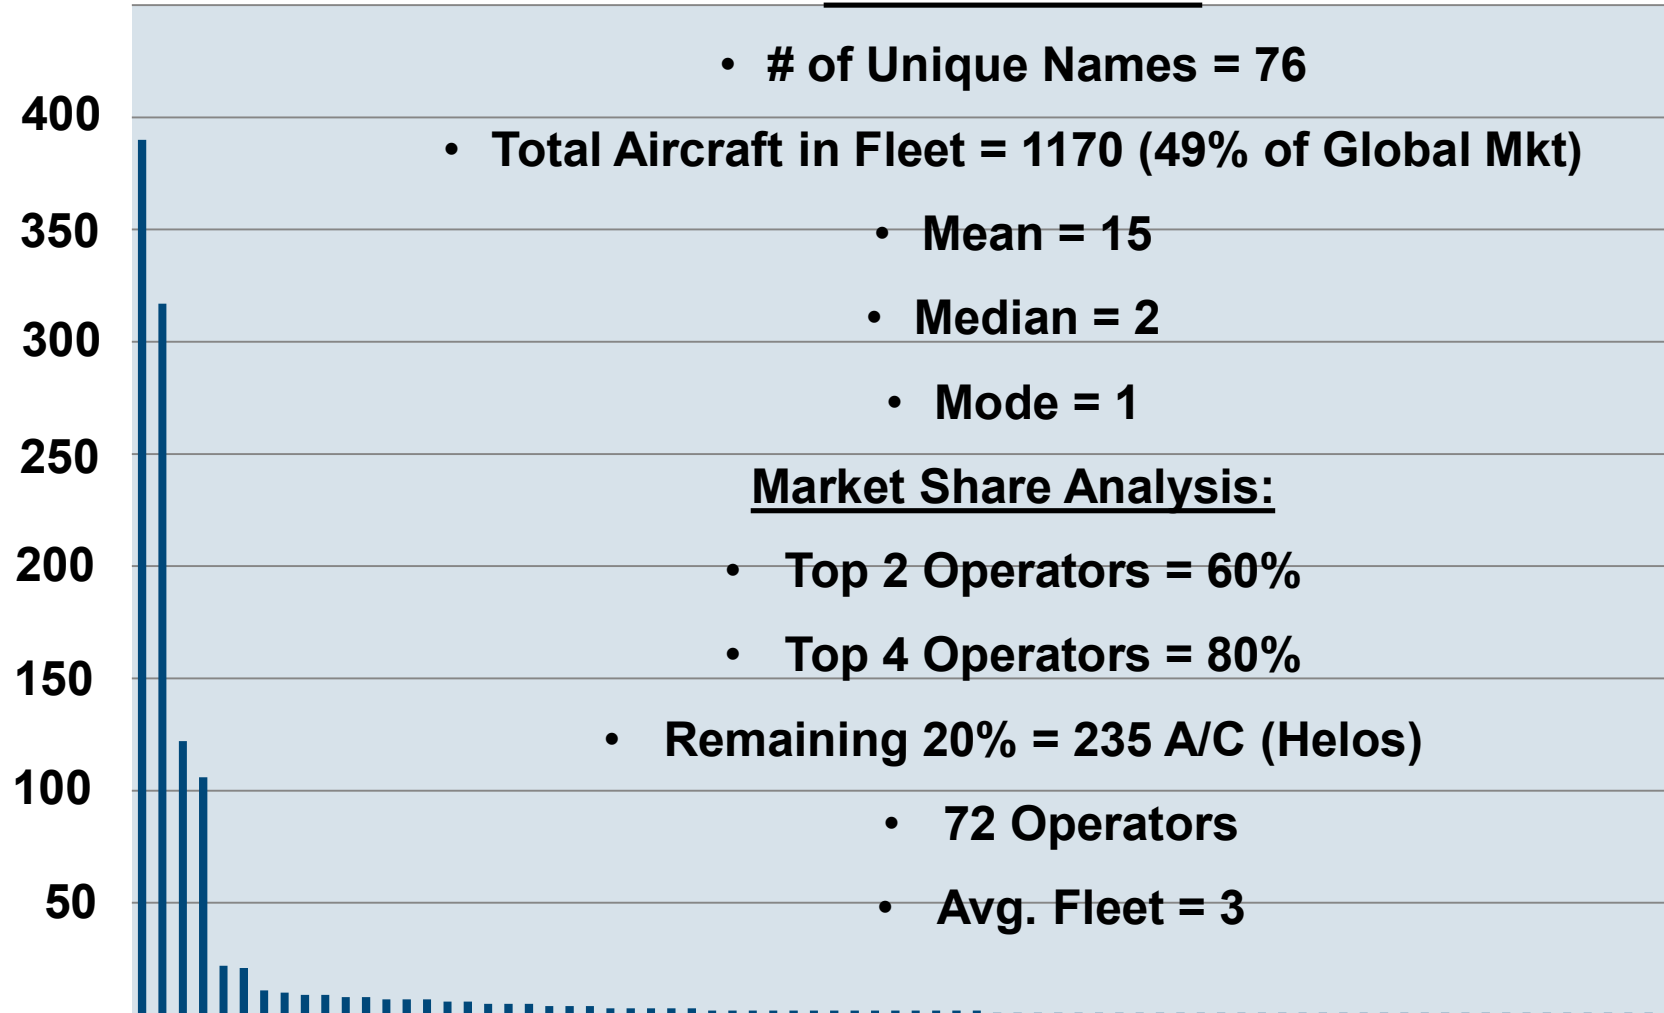 • # of Unique Names = 76
400
• Total Aircraft in Fleet = 1170 (49% of Global Mkt)
350
• Mean = 15
• Median = 2
300
• Mode = 1
250
Market Share Analysis:
200
• Top 2 Operators = 60%
• Top 4 Operators = 80%
150
• Remaining 20% = 235 A/C (Helos)
100
• 72 Operators
50
• Avg. Fleet = 3